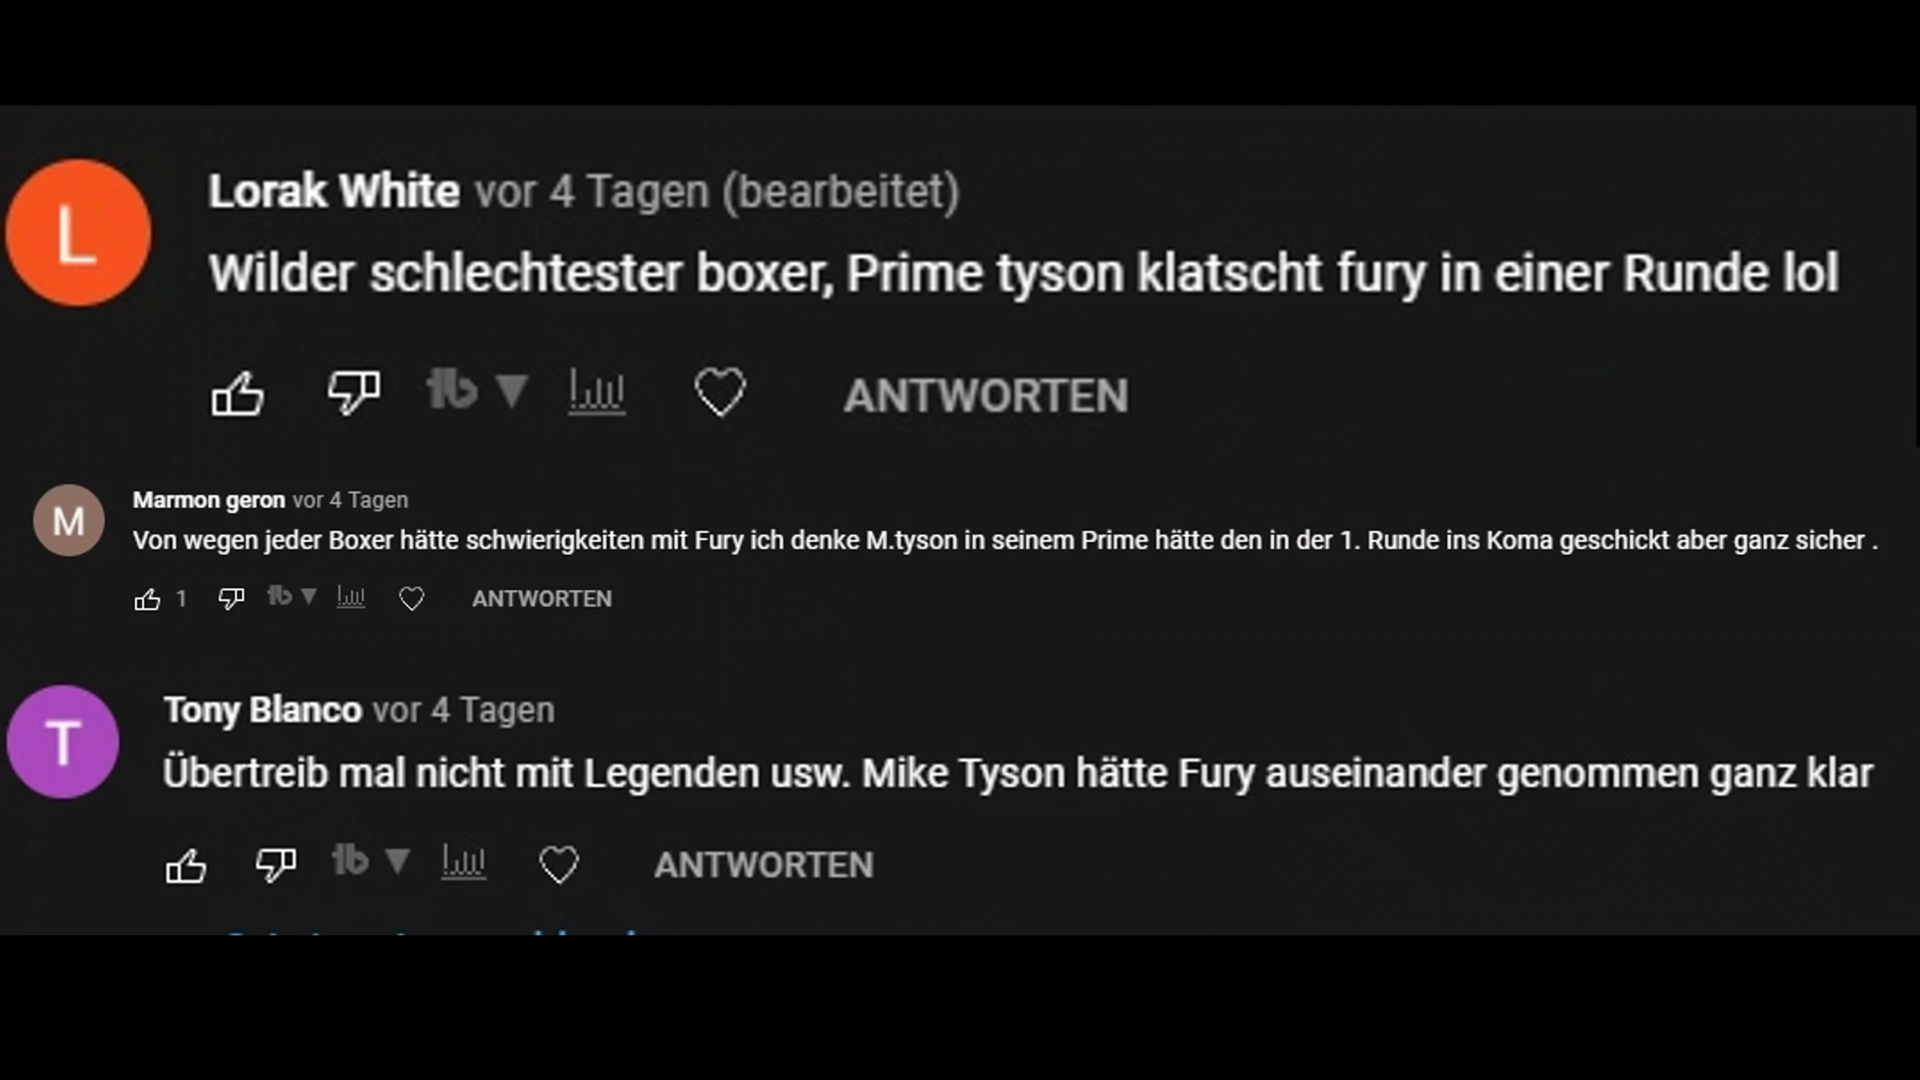 L
Lorak White vor 4 Tagen (bearbeitet)
Wilder schlechtester boxer, Prime tyson klatscht fury in einer Runde lol
ANTWORTEN
M
Marmon geron vor 4 Tagen
Von wegen jeder Boxer hätte schwierigkeiten mit Fury ich denke M.tyson in seinem Prime hätte den in der 1. Runde ins Koma geschickt aber ganz sicher .
1 ANTWORTEN
T
Tony Blanco vor 4 Tagen
Übertreib mal nicht mit Legenden usw. Mike Tyson hätte Fury auseinander genommen ganz klar
ANTWORTEN